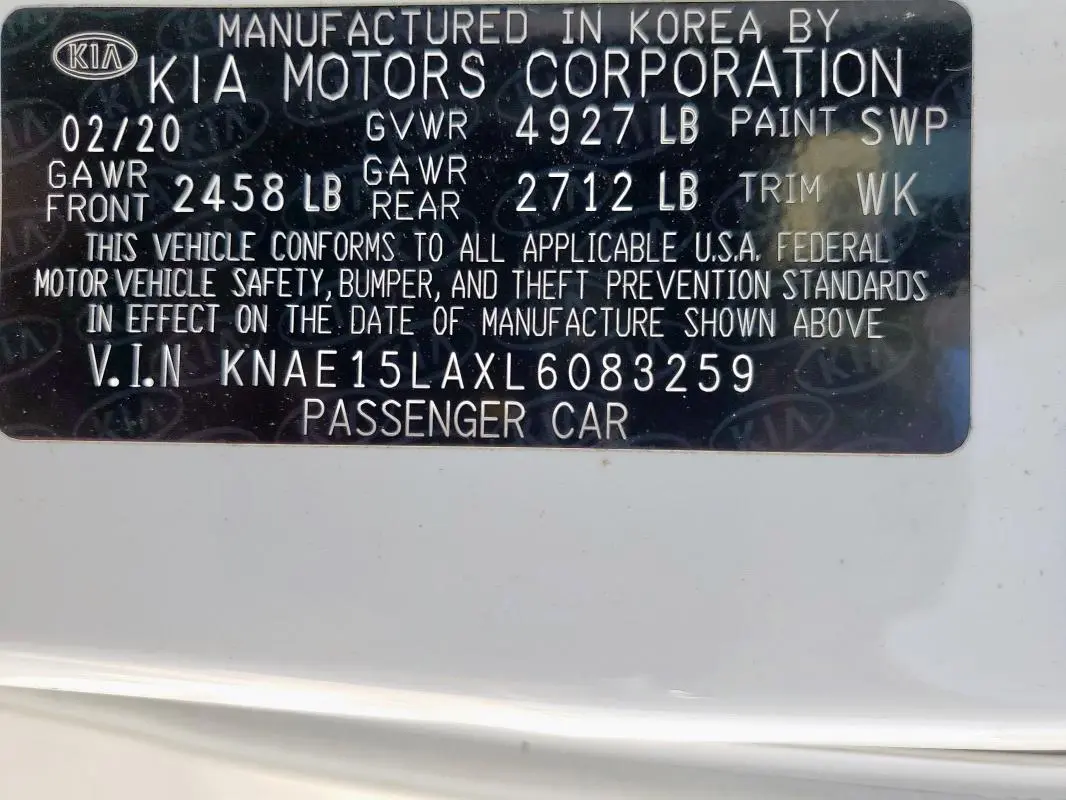 MANUFACTURED IN KOREA BY
KIA KIA MOTORS CORPORATION
02/20 GVWR 4927 LB PAINT SWP
GAWR FRONT 2458 LB GAWR REAR 2712 LB TRIM WK
THIS VEHICLE CONFORMS TO ALL APPLICABLE U.S.A. FEDERAL
MOTOR VEHICLE SAFETY, BUMPER, AND THEFT PREVENTION STANDARDS
IN EFFECT ON THE DATE OF MANUFACTURE SHOWN ABOVE
V.I.N KNAE15LAXL6083259
PASSENGER CAR